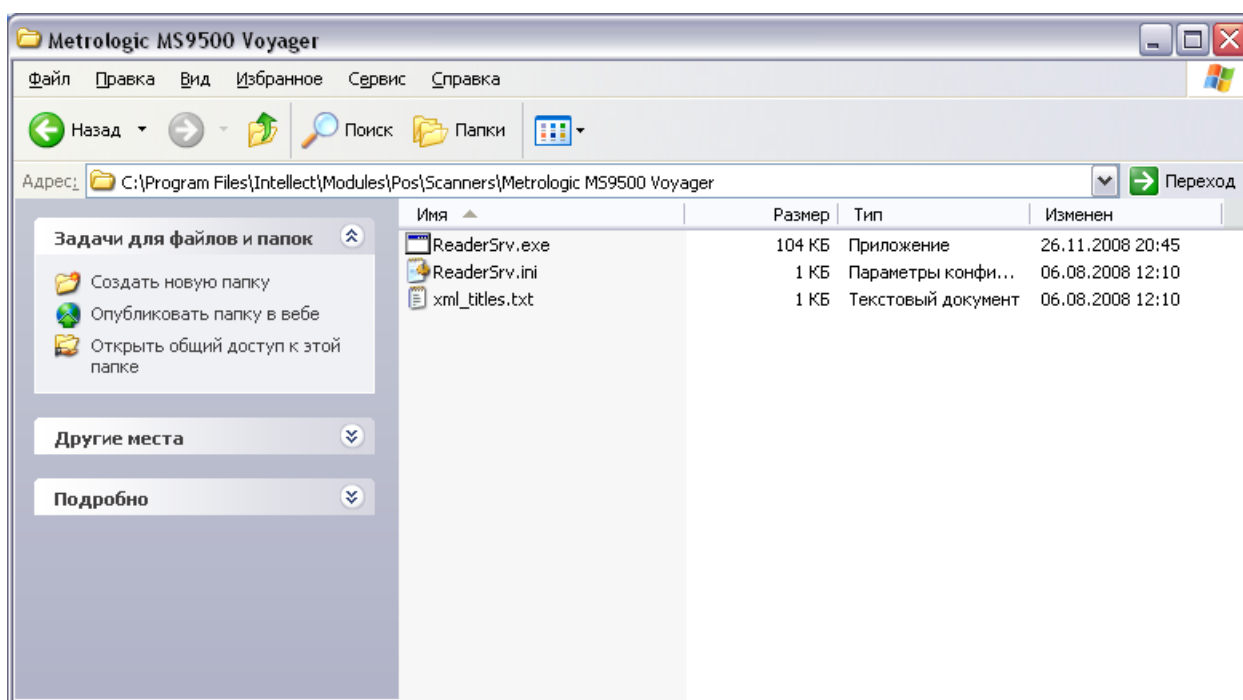 Metrologic MS9500 Voyager
Файл Правка Вид Избранное Сервис Справка
Назад Поиск Папки
Адрес: C:\Program Files\Intellect\Modules\Pos\Scanners\Metrologic MS9500 Voyager Переход
Имя Размер Тип Изменен
Задачи для файлов и папок
Создать новую папку
Опубликовать папку в вебе
Открыть общий доступ к этой
папке
Другие места
Подробно
ReaderSrv.exe 104 КБ Приложение 26.11.2008 20:45
ReaderSrv.ini 1 КБ Параметры конфи... 06.08.2008 12:10
xml_titles.txt 1 КБ Текстовый документ 06.08.2008 12:10